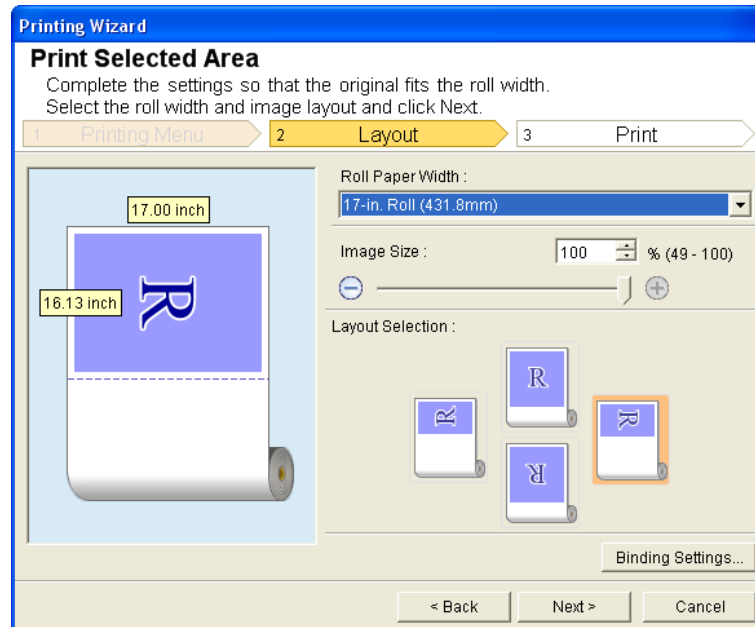 Printing Wizard
Print Selected Area
Complete the settings so that the original fits the roll width.
Select the roll width and image layout and click Next.
1 Printing Menu 2 Layout 3 Print
17.00 inch
16.13 inch
R
Roll Paper Width :
17-in. Roll (431.8mm)
Image Size : 100 % (49 - 100)
Layout Selection :
R
R
R
R
Binding Settings...
< Back Next > Cancel